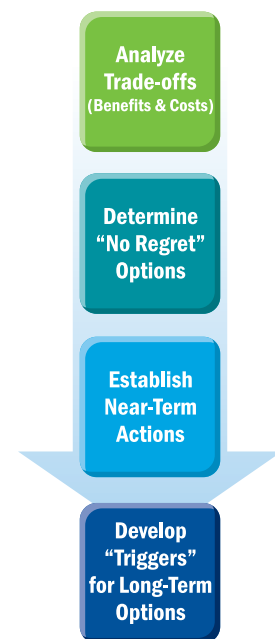 Analyze
Trade-offs
(Benefits & Costs)
Determine
“No Regret”
Options
Establish
Near-Term
Actions
Develop
“Triggers”
for Long-Term
Options